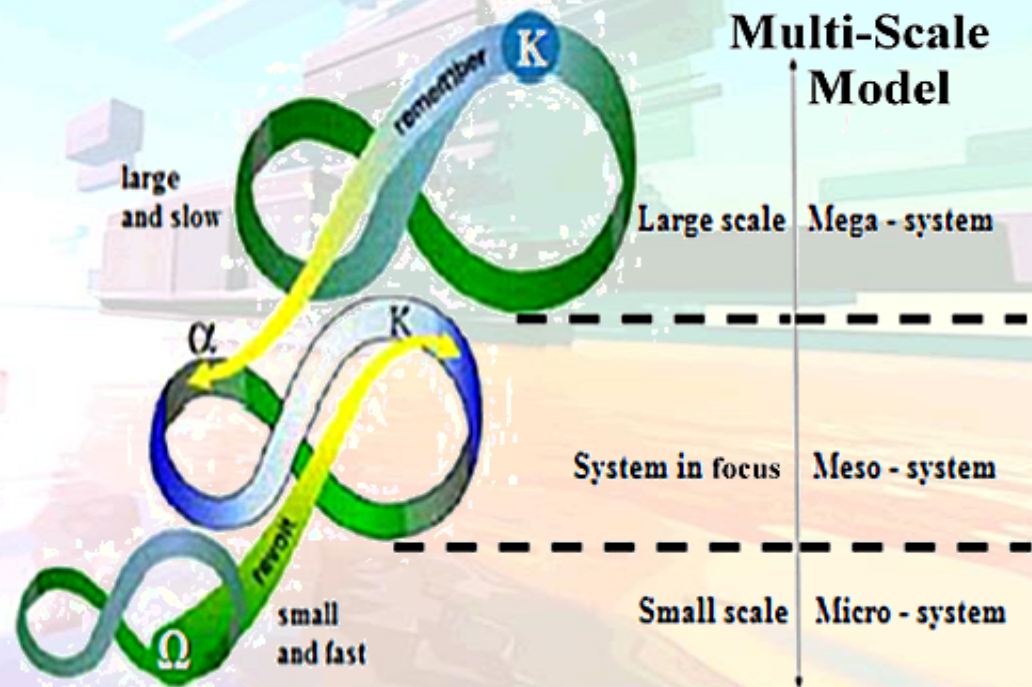 Multi-Scale
Model
K
remember
large
and slow
Large scale
Mega - system
α
K
System in focus
Meso - system
revolt
Ω
small
and fast
Small scale
Micro - system